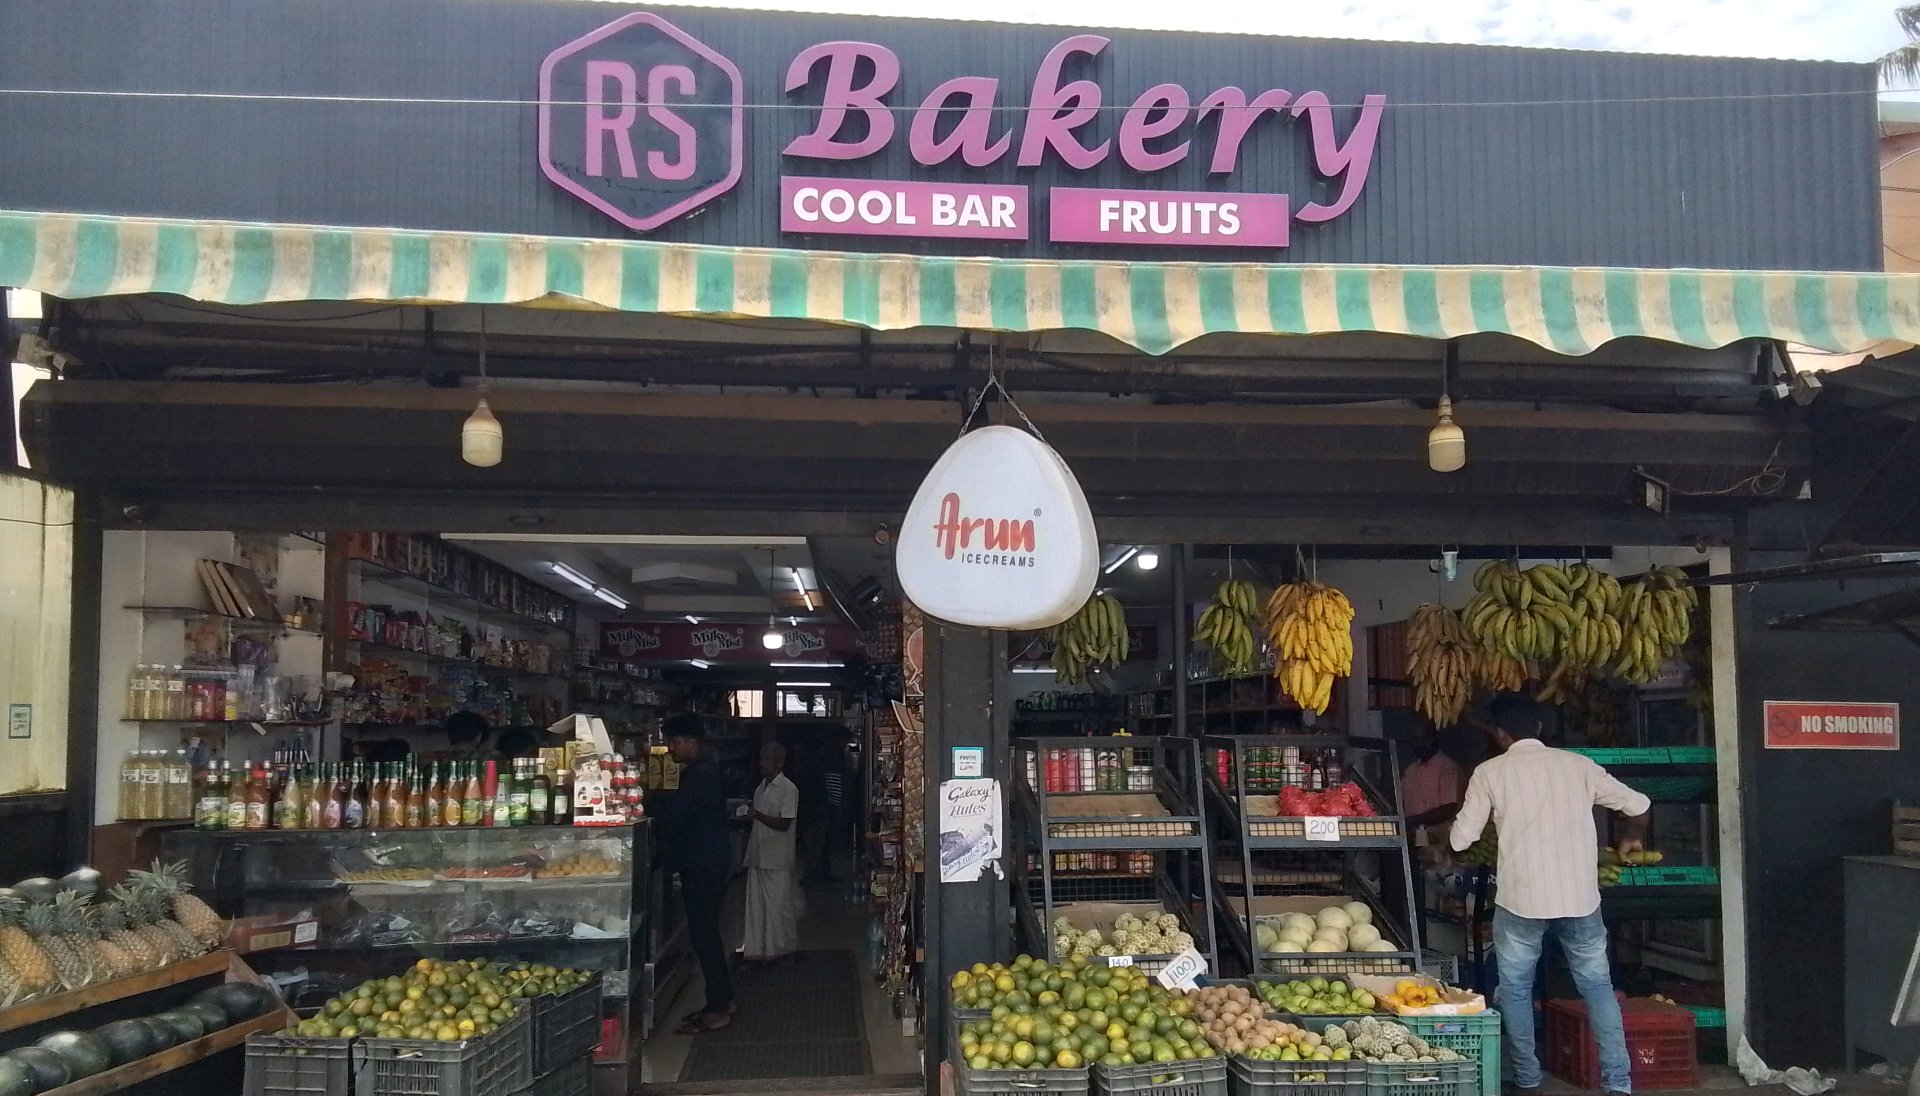 RS
Bakery
COOL BAR
FRUITS
Arun®
ICECREAMS
Milky Mist
Milky Mist
Milky Mist
NO SMOKING
Galaxy
Flutes
200
140
100